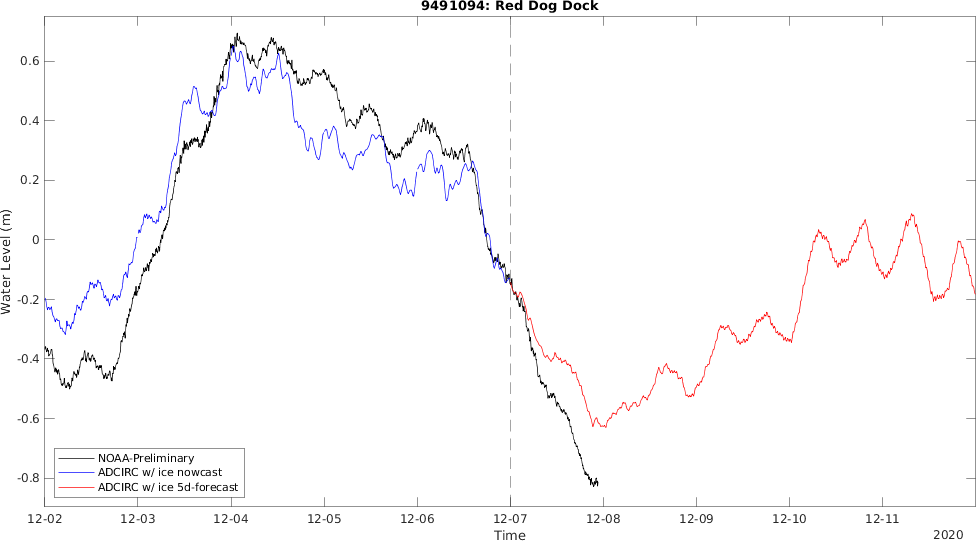 9491094: Red Dog Dock
Water Level (m)
0.6
0.4
0.2
0
-0.2
-0.4
-0.6
-0.8
NOAA-Preliminary
ADCIRC w/ ice nowcast
ADCIRC w/ ice 5d-forecast
12-02 12-03 12-04 12-05 12-06 12-07 12-08 12-09 12-10 12-11
Time
2020